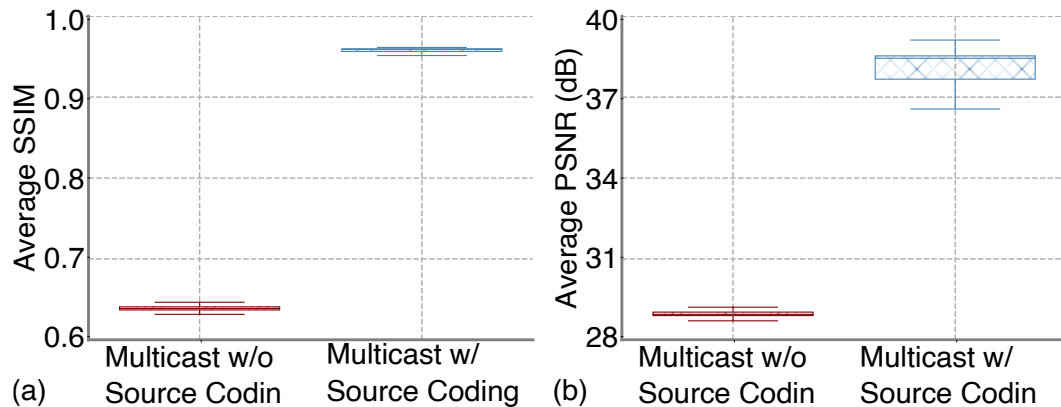 Average SSIM
1.0
0.9
0.8
0.7
0.6
Multicast w/o
Source Codin
Multicast w/
Source Coding
(a)
Average PSNR (dB)
40
37
34
31
28
Multicast w/o
Source Codin
Multicast w/
Source Codin
(b)